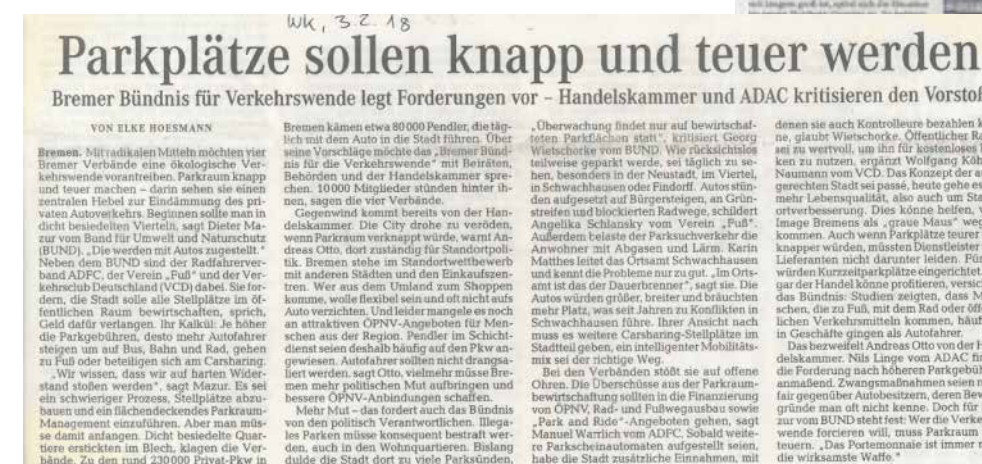 WK, 3.2.18
Parkplätze sollen knapp und teuer werden
Bremer Bündnis für Verkehrswende legt Forderungen vor – Handelskammer und ADAC kritisieren den Vorstoß
VON ELKE HOESMANN
Bremen. Mit radikalen Mitteln möchten vier
Bremer Verbände eine ökologische Ver-
kehrswende vorantreiben. Parkraum knapp
und teuer machen – darin sehen sie einen
zentralen Hebel zur Eindämmung des pri-
vaten Autoverkehrs. Beginnen sollte man in
dicht besiedelten Vierteln, sagt Dieter Ma-
zur vom Bund für Umwelt und Naturschutz
(BUND). „Die werden mit Autos zugestellt."
Neben dem BUND sind der Radfahrerver-
band ADFC, der Verein „Fuß" und der Ver-
kehrsclub Deutschland (VCD) dabei. Sie for-
dern, die Stadt solle alle Stellplätze im öf-
fentlichen Raum bewirtschaften, sprich,
Geld dafür verlangen. Ihr Kalkül: Je höher
die Parkgebühren, desto mehr Autofahrer
steigen um auf Bus, Bahn und Rad, gehen
zu Fuß oder beteiligen sich am Carsharing.
„Wir wissen, dass wir auf harten Wider-
stand stoßen werden", sagt Mazur. Es sei
ein schwieriger Prozess, Stellplätze abzu-
bauen und ein flächendeckendes Parkraum-
Management einzuführen. Aber man müs-
se damit anfangen. Dicht besiedelte Quar-
tiere erstickten im Blech, klagen die Ver-
bände. Zu den rund 230000 Privat-Pkw in
Bremen kämen etwa 80000 Pendler, die täg-
lich mit dem Auto in die Stadt führen. Über
seine Vorschläge möchte das „Bremer Bünd-
nis für die Verkehrswende" mit Beiräten,
Behörden und der Handelskammer spre-
chen. 10000 Mitglieder stünden hinter ih-
nen, sagen die vier Verbände.
Gegenwind kommt bereits von der Han-
delskammer. Die City drohe zu veröden,
wenn Parkraum verknappt würde, warnt An-
dreas Otto, dort zuständig für Standortpoli-
tik. Bremen stehe im Standortwettbewerb
mit anderen Städten und den Einkaufszen-
tren. Wer aus dem Umland zum Shoppen
komme, wolle flexibel sein und oft nicht aufs
Auto verzichten. Und leider mangele es noch
an attraktiven ÖPNV-Angeboten für Men-
schen aus der Region. Pendler im Schicht-
dienst seien deshalb häufig auf den Pkw an-
gewiesen. Autofahrer sollten nicht drangsa-
liert werden, sagt Otto, vielmehr müsse Bre-
men mehr politischen Mut aufbringen und
bessere ÖPNV-Anbindungen schaffen.
Mehr Mut – das fordert auch das Bündnis
von den politisch Verantwortlichen. Illega-
les Parken müsse konsequent bestraft wer-
den, auch in den Wohnquartieren. Bislang
dulde die Stadt dort zu viele Parksünden,
„Überwachung findet nur auf bewirtschaf-
teten Parkflächen statt", kritisiert Georg
Wietschorke vom BUND. Wie rücksichtslos
teilweise geparkt werde, sei täglich zu se-
hen, besonders in der Neustadt, im Viertel,
in Schwachhausen oder Findorff. Autos stün-
den aufgesetzt auf Bürgersteigen, an Grün-
streifen und blockierten Radwege, schildert
Angelika Schlansky vom Verein „Fuß".
Außerdem belaste der Parksuchverkehr die
Anwohner mit Abgasen und Lärm. Karin
Matthes leitet das Ortsamt Schwachhausen
und kennt die Probleme nur zu gut. „Im Orts-
amt ist das der Dauerbrenner", sagt sie. Die
Autos würden größer, breiter und bräuchten
mehr Platz, was seit Jahren zu Konflikten in
Schwachhausen führe. Ihrer Ansicht nach
muss es weitere Carsharing-Stellplätze im
Stadtteil geben, ein intelligenter Mobilitäts-
mix sei der richtige Weg.
Bei den Verbänden stößt sie auf offene
Ohren. Die Überschüsse aus der Parkraum-
bewirtschaftung sollten in die Finanzierung
von ÖPNV, Rad- und Fußwegausbau sowie
„Park and Ride"-Angeboten gehen, sagt
Manuel Warrlich vom ADFC. Sobald weite-
re Parkscheinautomaten aufgestellt seien,
habe die Stadt zusätzliche Einnahmen, mit
denen sie auch Kontrolleure bezahlen k
ne, glaubt Wietschorke. Öffentlicher Ra
sei zu wertvoll, um ihn für kostenloses
ken zu nutzen, ergänzt Wolfgang Köh
Naumann vom VCD. Das Konzept der a
gerechten Stadt sei passé, heute gehe es
mehr Lebensqualität, also auch um Sta
ortverbesserung. Dies könne helfen, v
Image Bremens als „graue Maus" weg
kommen. Auch wenn Parkplätze teurer
knapper würden, müssten Dienstleister
Lieferanten nicht darunter leiden. Für
würden Kurzzeitparkplätze eingerichtet.
gar der Handel könne profitieren, versic
das Bündnis: Studien zeigten, dass M
schen, die zu Fuß, mit dem Rad oder öff
lichen Verkehrsmitteln kommen, häuf
in Geschäfte gingen als Autofahrer.
Das bezweifelt Andreas Otto von der H
delskammer. Nils Linge vom ADAC fi
die Forderung nach höheren Parkgebüh
anmaßend. Zwangsmaßnahmen seien n
fair gegenüber Autobesitzern, deren Bew
gründe man oft nicht kenne. Doch für
zur vom BUND steht fest: Wer die Verke
wende forcieren will, muss Parkraum
teuern. „Das Portemonnaie ist immer n
die wirksamste Waffe."